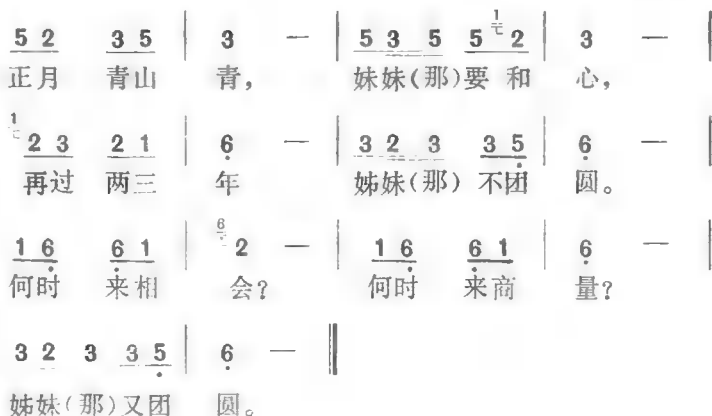 5 2 3 5 | 3 — | 5 3 5 5 1 2 | 3 — |
正月 青山 青， 妹妹（那）要 和 心，
1 2 3 2 1 | 6 — | 3 2 3 3 5 | 6 — |
再过 两三 年 姊妹（那）不团 圆。
1 6 6 1 | 6 2 — | 1 6 6 1 | 6 — |
何时 来相 会？ 何时 来商 量？
3 2 3 3 5 | 6 — ‖
姊妹（那）又团 圆。